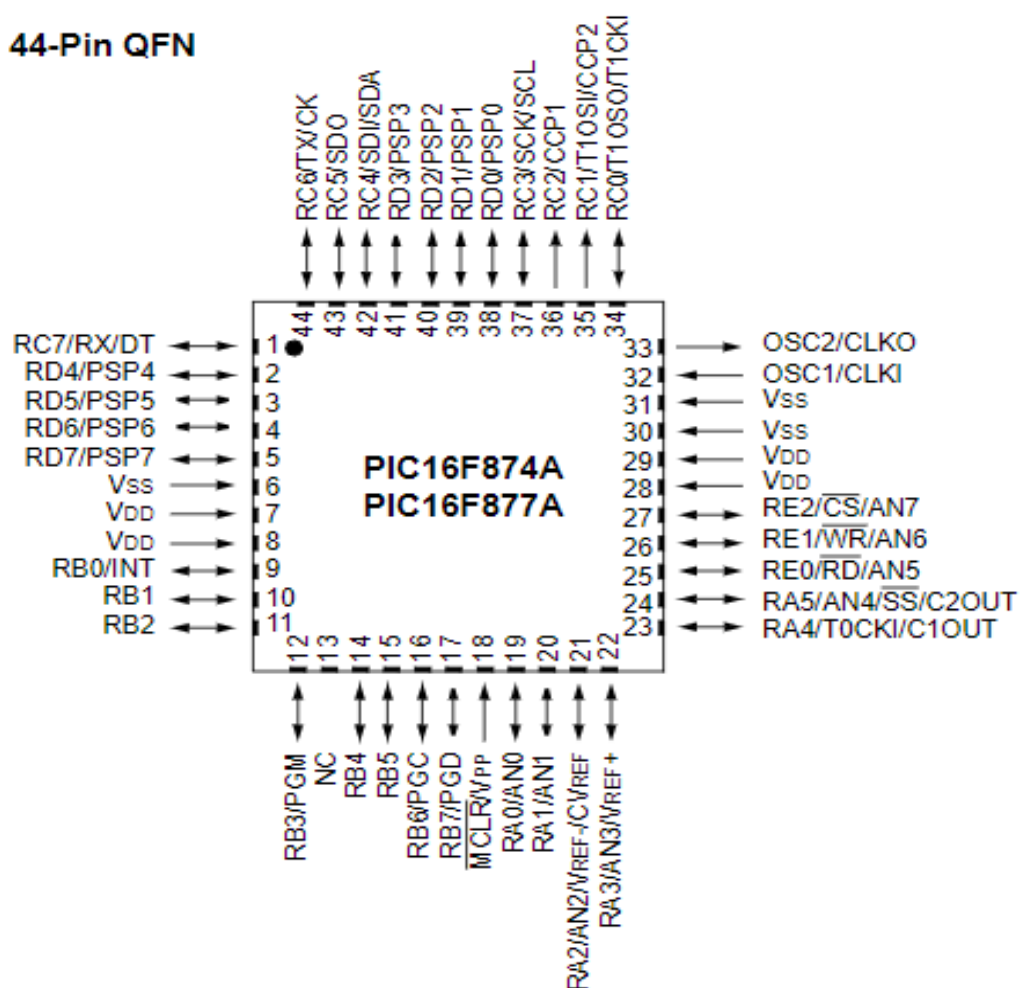 44-Pin QFN
RC6/TX/CK
RC5/SDO
RC4/SDI/SDA
RD3/PSP3
RD2/PSP2
RD1/PSP1
RD0/PSP0
RC3/SCK/SCL
RC2/CCP1
RC1/T1OSI/CCP2
RC0/T1OSO/T1CKI
44
43
42
41
40
39
38
37
36
35
34
RC7/RX/DT 1
RD4/PSP4 2
RD5/PSP5 3
RD6/PSP6 4
RD7/PSP7 5
VSS 6
VDD 7
VDD 8
RB0/INT 9
RB1 10
RB2 11
PIC16F874A
PIC16F877A
33 OSC2/CLKO
32 OSC1/CLKI
31 VSS
30 VSS
29 VDD
28 VDD
27 RE2/C̅S̅/AN7
26 RE1/W̅R̅/AN6
25 RE0/R̅D̅/AN5
24 RA5/AN4/S̅S̅/C2OUT
23 RA4/T0CKI/C1OUT
12
13
14
15
16
17
18
19
20
21
22
RB3/PGM
NC
RB4
RB5
RB6/PGC
RB7/PGD
M̅C̅L̅R̅/VPP
RA0/AN0
RA1/AN1
RA2/AN2/VREF-/CVREF
RA3/AN3/VREF+